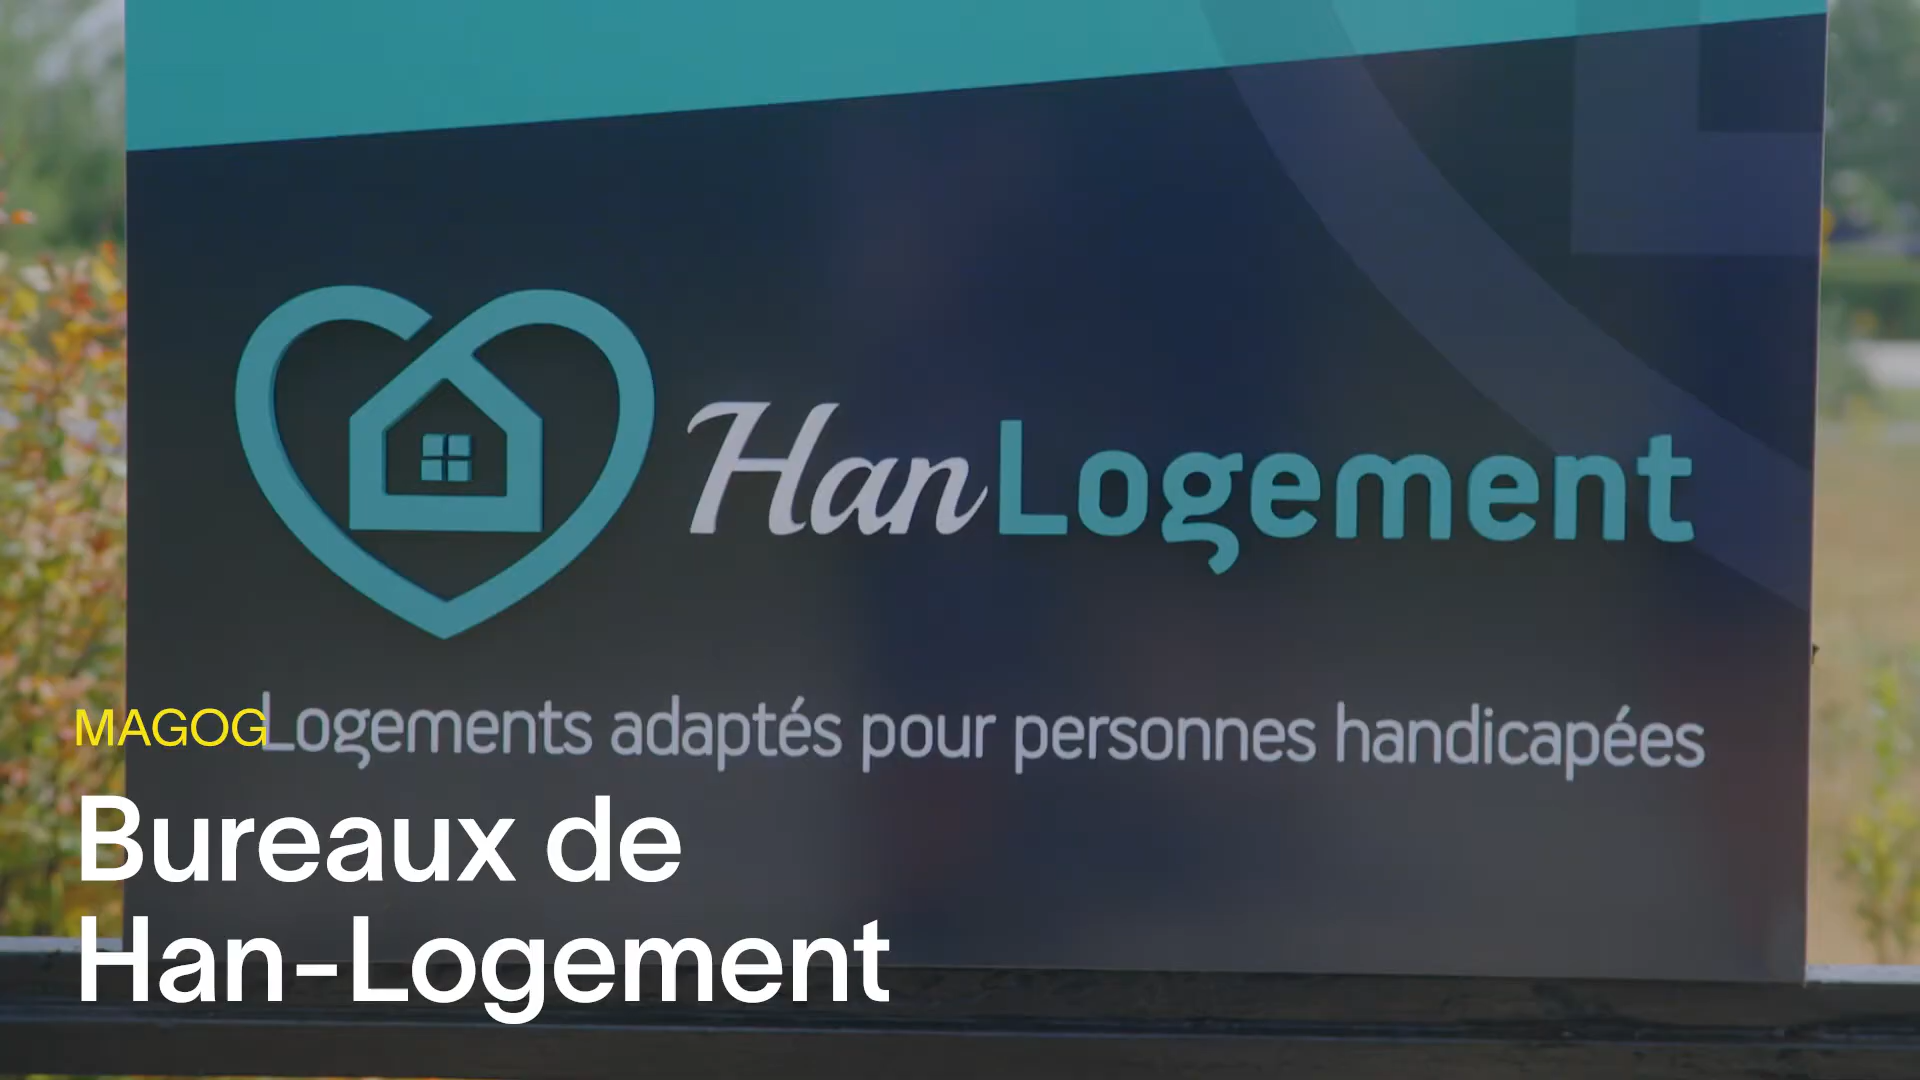 HanLogement
Logements adaptés pour personnes handicapées
MAGOG
Bureaux de
Han-Logement